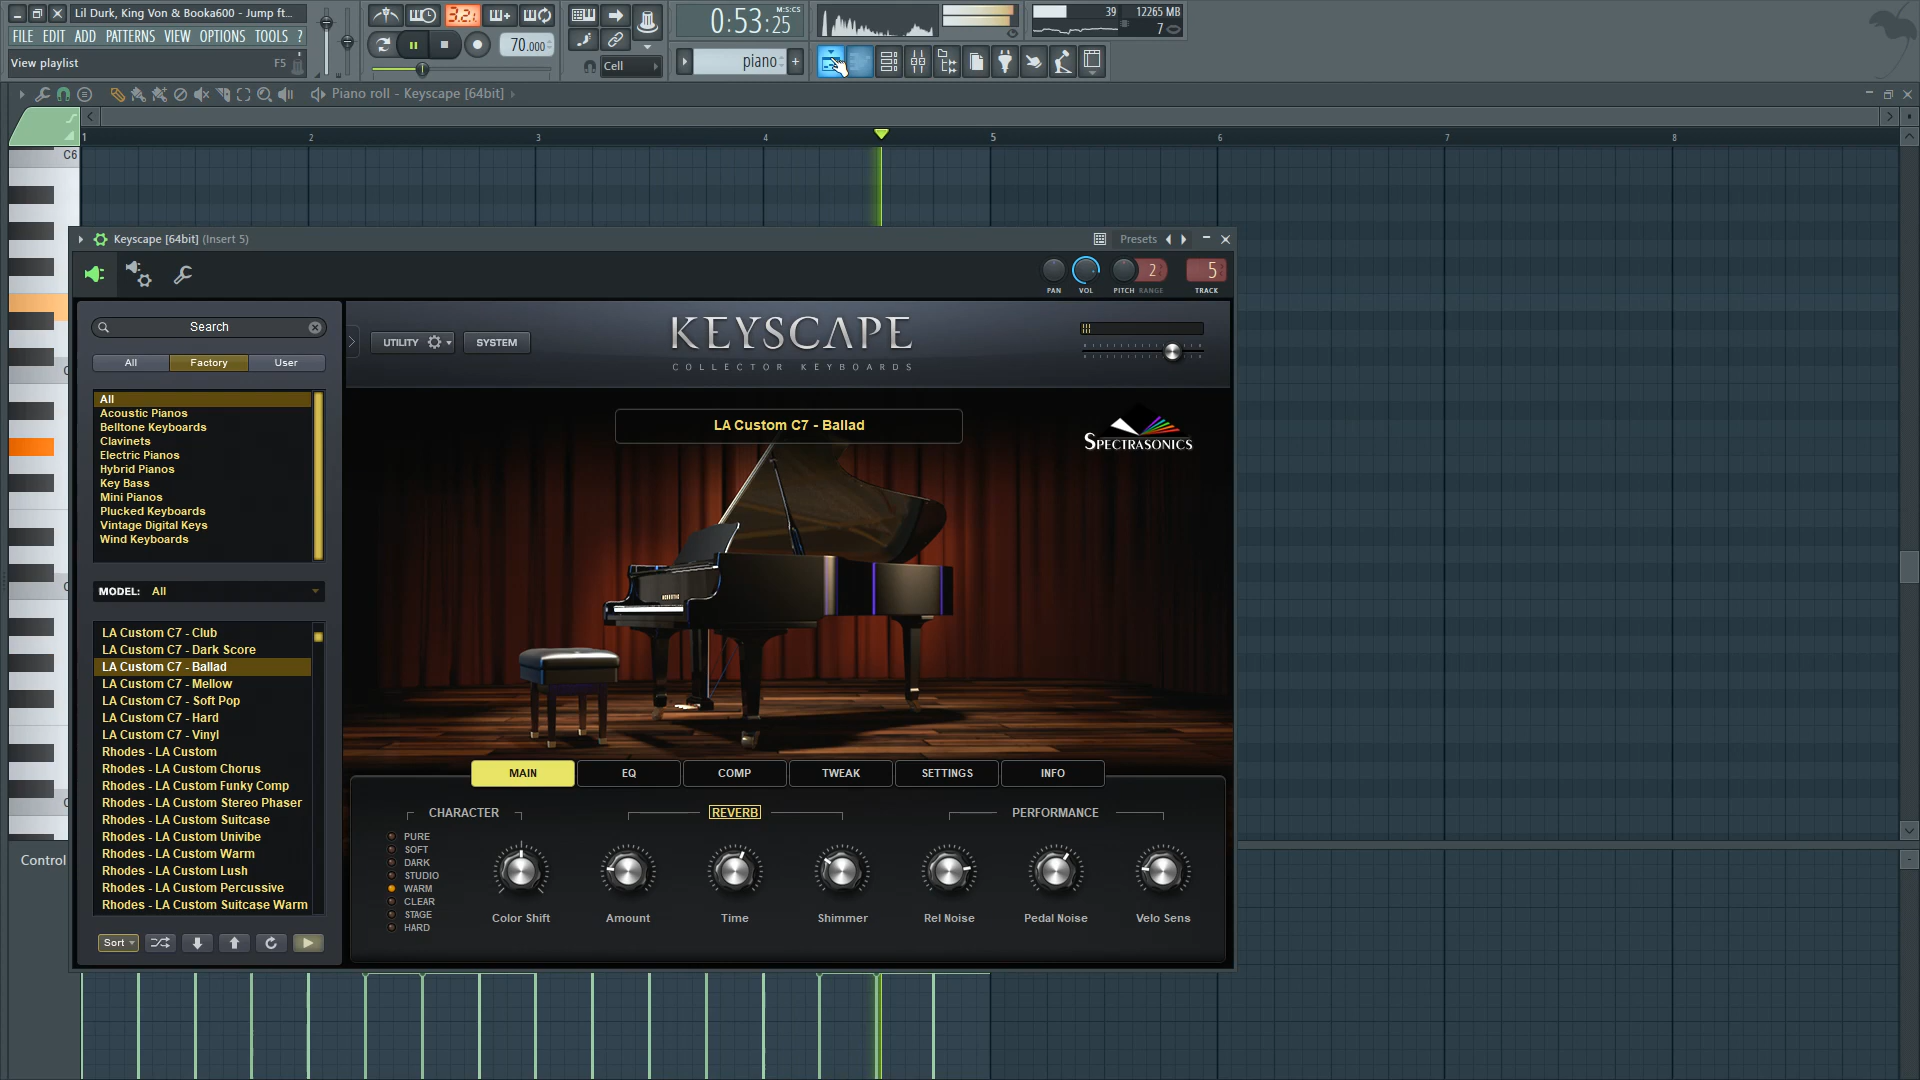 Lil Durk, King Von & Booka600 - Jump ft...
FILE EDIT ADD PATTERNS VIEW OPTIONS TOOLS ?
View playlist F5
3.2.
70.000
Cell
0:53:25
M:S:CS
piano
39 12265 MB
7
Piano roll - Keyscape [64bit]
1 2 3 4 5 6 7 8
C6
Keyscape [64bit] (Insert 5)
Presets
2 5
PAN VOL PITCH RANGE TRACK
Search
All Factory User
All
Acoustic Pianos
Belltone Keyboards
Clavinets
Electric Pianos
Hybrid Pianos
Key Bass
Mini Pianos
Plucked Keyboards
Vintage Digital Keys
Wind Keyboards
MODEL: All
LA Custom C7 - Club
LA Custom C7 - Dark Score
LA Custom C7 - Ballad
LA Custom C7 - Mellow
LA Custom C7 - Soft Pop
LA Custom C7 - Hard
LA Custom C7 - Vinyl
Rhodes - LA Custom
Rhodes - LA Custom Chorus
Rhodes - LA Custom Funky Comp
Rhodes - LA Custom Stereo Phaser
Rhodes - LA Custom Suitcase
Rhodes - LA Custom Univibe
Rhodes - LA Custom Warm
Rhodes - LA Custom Lush
Rhodes - LA Custom Percussive
Rhodes - LA Custom Suitcase Warm
Sort
UTILITY SYSTEM
KEYSCAPE
COLLECTOR KEYBOARDS
LA Custom C7 - Ballad
SPECTRASONICS
MAIN EQ COMP TWEAK SETTINGS INFO
CHARACTER REVERB PERFORMANCE
PURE
SOFT
DARK
STUDIO
WARM
CLEAR
STAGE
HARD
Color Shift Amount Time Shimmer Rel Noise Pedal Noise Velo Sens
Control